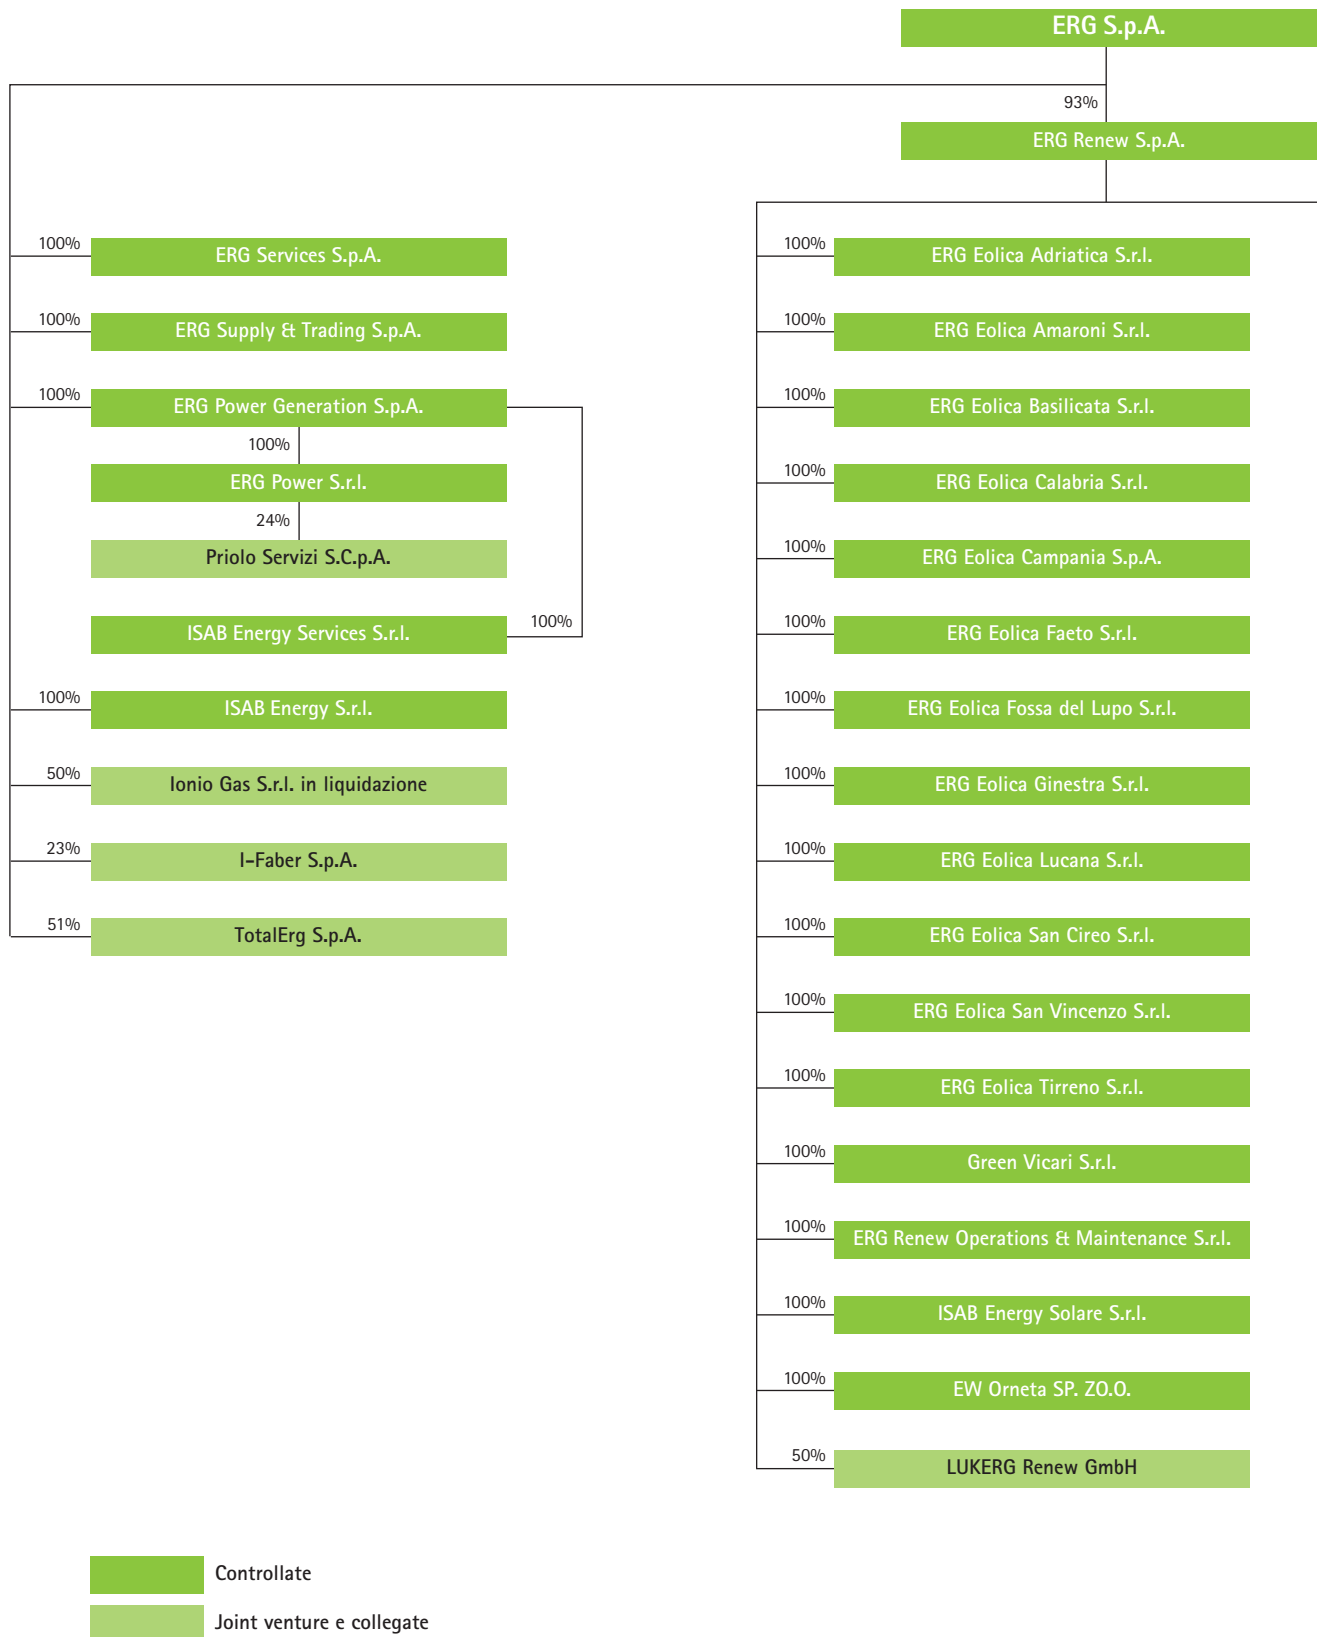 ERG S.p.A.
93%
ERG Renew S.p.A.
100%
ERG Services S.p.A.
100%
ERG Supply & Trading S.p.A.
100%
ERG Power Generation S.p.A.
100%
ERG Power S.r.l.
24%
Priolo Servizi S.C.p.A.
ISAB Energy Services S.r.l.
100%
100%
ISAB Energy S.r.l.
50%
Ionio Gas S.r.l. in liquidazione
23%
I-Faber S.p.A.
51%
TotalErg S.p.A.
100%
ERG Eolica Adriatica S.r.l.
100%
ERG Eolica Amaroni S.r.l.
100%
ERG Eolica Basilicata S.r.l.
100%
ERG Eolica Calabria S.r.l.
100%
ERG Eolica Campania S.p.A.
100%
ERG Eolica Faeto S.r.l.
100%
ERG Eolica Fossa del Lupo S.r.l.
100%
ERG Eolica Ginestra S.r.l.
100%
ERG Eolica Lucana S.r.l.
100%
ERG Eolica San Cireo S.r.l.
100%
ERG Eolica San Vincenzo S.r.l.
100%
ERG Eolica Tirreno S.r.l.
100%
Green Vicari S.r.l.
100%
ERG Renew Operations & Maintenance S.r.l.
100%
ISAB Energy Solare S.r.l.
100%
EW Orneta SP. ZO.O.
50%
LUKERG Renew GmbH
Controllate
Joint venture e collegate